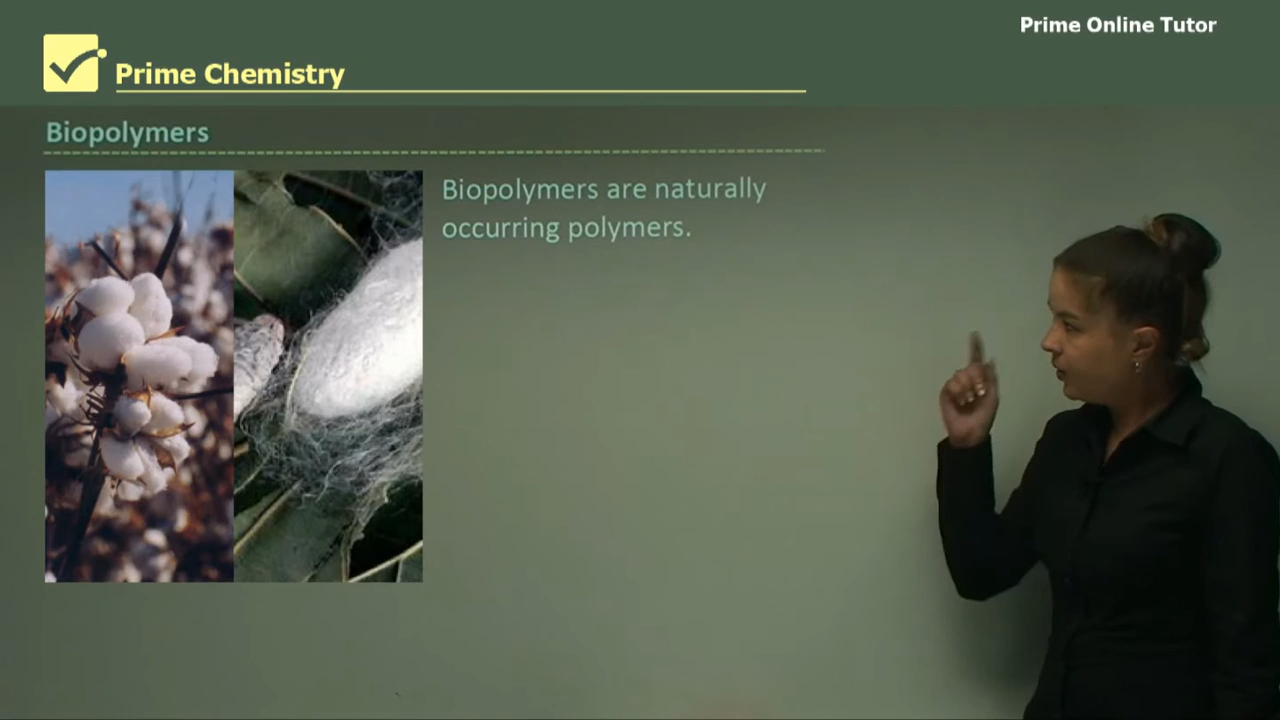 Prime Online Tutor
Prime Chemistry
Biopolymers
Biopolymers are naturally
occurring polymers.